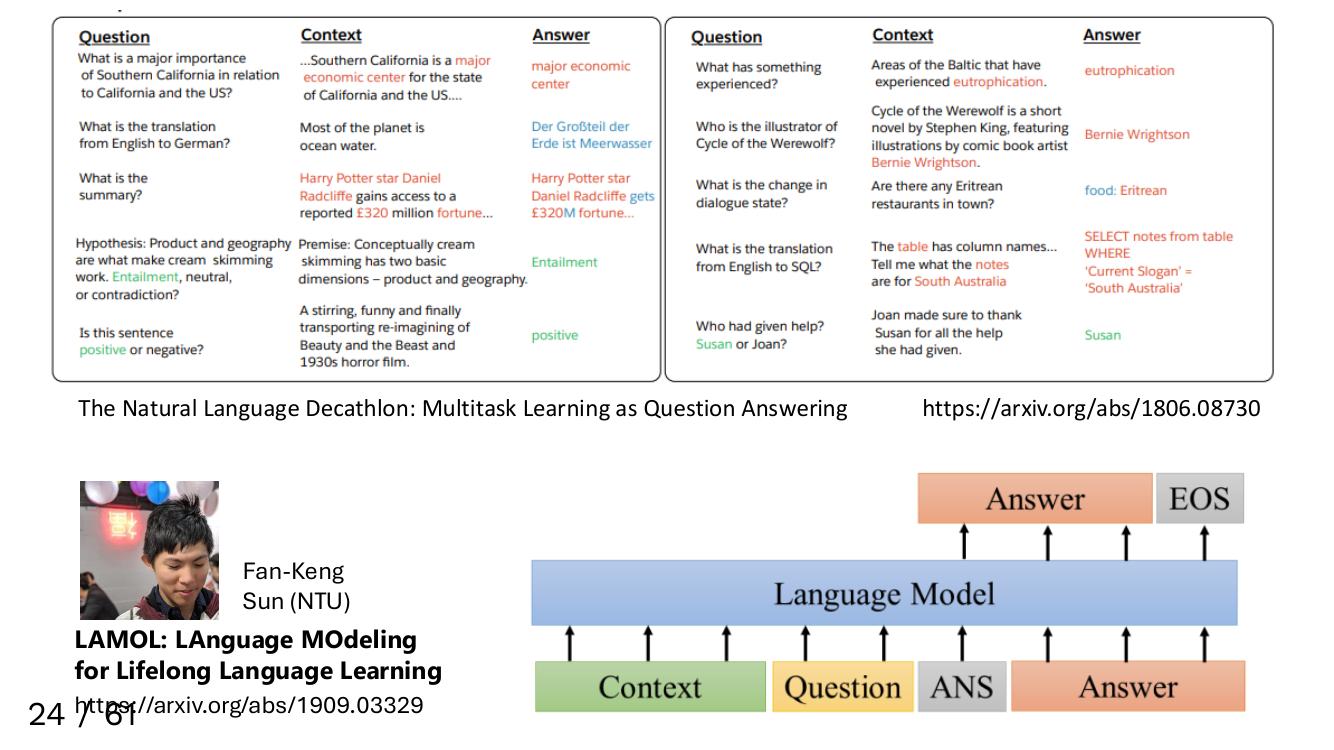 Question Context Answer
What is a major importance
of Southern California in relation
to California and the US?
...Southern California is a major
economic center for the state
of California and the US....
major economic
center
What is the translation
from English to German?
Most of the planet is
ocean water.
Der Großteil der
Erde ist Meerwasser
What is the
summary?
Harry Potter star Daniel
Radcliffe gains access to a
reported £320 million fortune...
Harry Potter star
Daniel Radcliffe gets
£320M fortune...
Hypothesis: Product and geography
are what make cream skimming
work. Entailment, neutral,
or contradiction?
Premise: Conceptually cream
skimming has two basic
dimensions – product and geography.
Entailment
Is this sentence
positive or negative?
A stirring, funny and finally
transporting re-imagining of
Beauty and the Beast and
1930s horror film.
positive
Question Context Answer
What has something
experienced?
Areas of the Baltic that have
experienced eutrophication.
eutrophication
Who is the illustrator of
Cycle of the Werewolf?
Cycle of the Werewolf is a short
novel by Stephen King, featuring
illustrations by comic book artist
Bernie Wrightson.
Bernie Wrightson
What is the change in
dialogue state?
Are there any Eritrean
restaurants in town?
food: Eritrean
What is the translation
from English to SQL?
The table has column names...
Tell me what the notes
are for South Australia
SELECT notes from table
WHERE
'Current Slogan' =
'South Australia'
Who had given help?
Susan or Joan?
Joan made sure to thank
Susan for all the help
she had given.
Susan
The Natural Language Decathlon: Multitask Learning as Question Answering https://arxiv.org/abs/1806.08730
Fan-Keng
Sun (NTU)
LAMOL: LAnguage MOdeling
for Lifelong Language Learning
https://arxiv.org/abs/1909.03329
24 / 61
Answer EOS
Language Model
Context Question ANS Answer